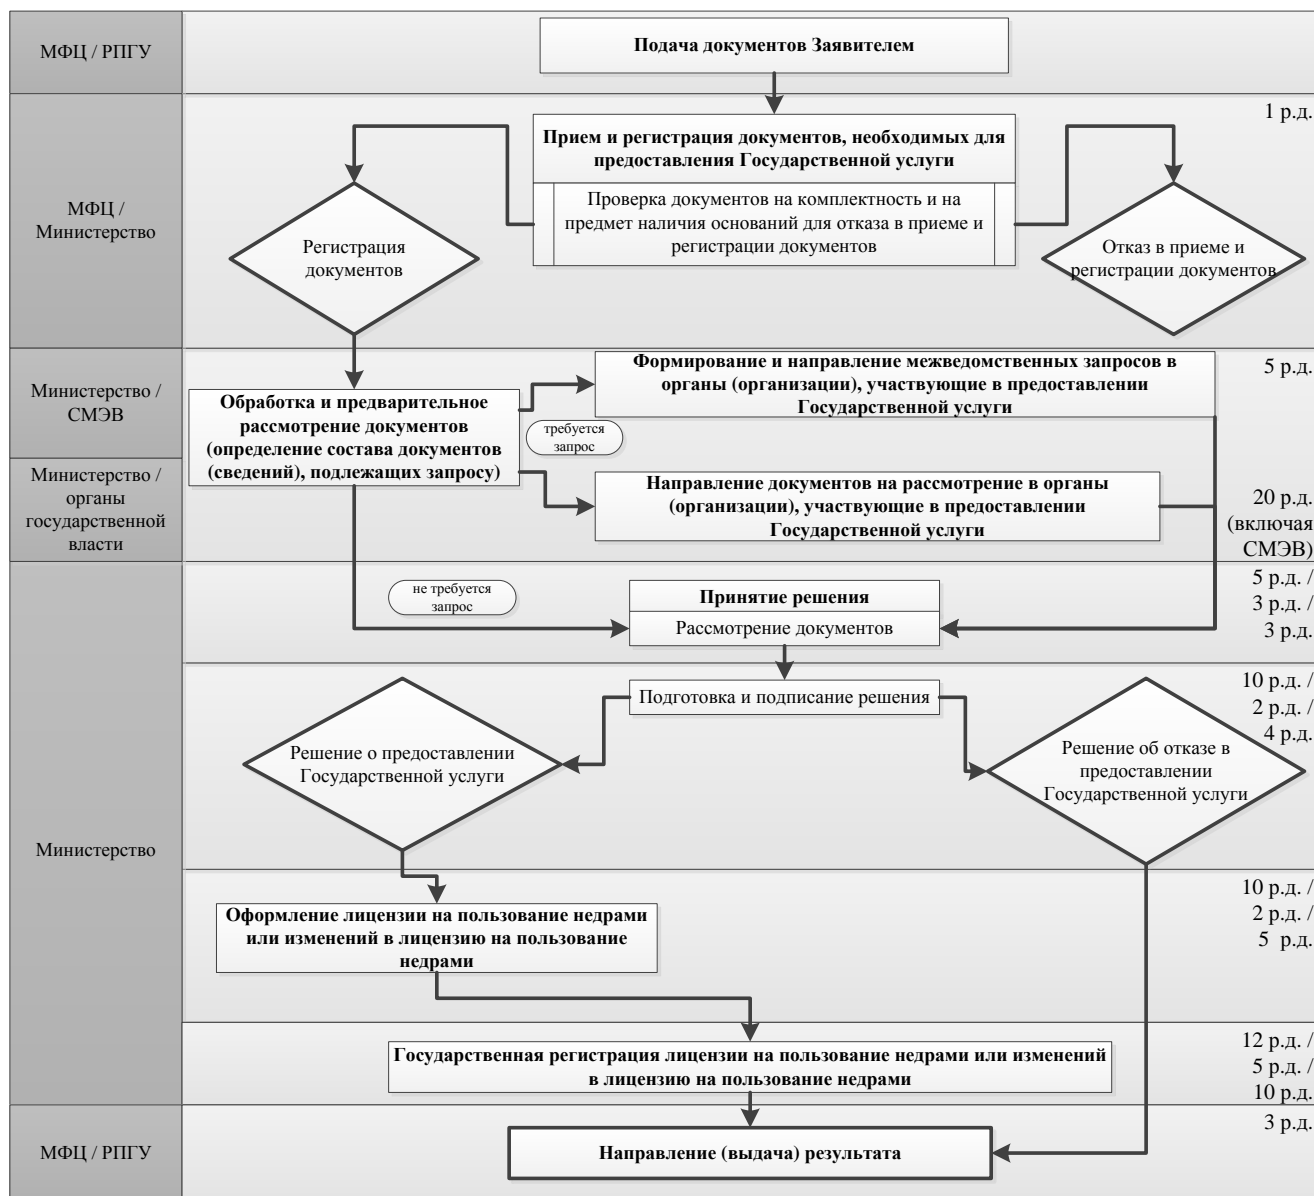 МФЦ / РПГУ
Подача документов Заявителем
МФЦ /
Министерство
1 р.д.
Прием и регистрация документов, необходимых для
предоставления Государственной услуги
Проверка документов на комплектность и на
предмет наличия оснований для отказа в приеме и
регистрации документов
Регистрация
документов
Отказ в приеме и
регистрации документов
Министерство /
СМЭВ
Формирование и направление межведомственных запросов в
органы (организации), участвующие в предоставлении
Государственной услуги
5 р.д.
Обработка и предварительное
рассмотрение документов
(определение состава документов
(сведений), подлежащих запросу)
требуется
запрос
Министерство /
органы
государственной
власти
Направление документов на рассмотрение в органы
(организации), участвующие в предоставлении
Государственной услуги
20 р.д.
(включая
СМЭВ)
Министерство
не требуется
запрос
Принятие решения
Рассмотрение документов
5 р.д. /
3 р.д. /
3 р.д.
Подготовка и подписание решения
10 р.д. /
2 р.д. /
4 р.д.
Решение о предоставлении
Государственной услуги
Решение об отказе в
предоставлении
Государственной услуги
Оформление лицензии на пользование недрами
или изменений в лицензию на пользование
недрами
10 р.д. /
2 р.д. /
5 р.д.
Государственная регистрация лицензии на пользование недрами или изменений
в лицензию на пользование недрами
12 р.д. /
5 р.д. /
10 р.д.
МФЦ / РПГУ
Направление (выдача) результата
3 р.д.